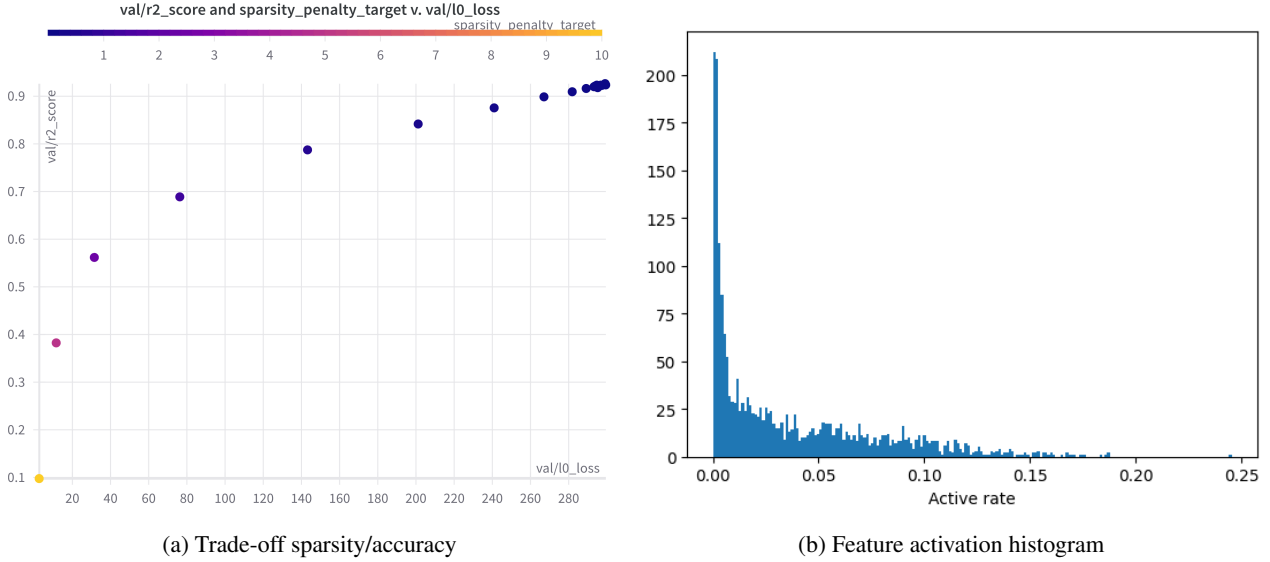 val/r2_score and sparsity_penalty_target v. val/l0_loss
sparsity_penalty_target
1 2 3 4 5 6 7 8 9 10
val/r2_score
0.9
0.8
0.7
0.6
0.5
0.4
0.3
0.2
0.1
val/l0_loss
20 40 60 80 100 120 140 160 180 200 220 240 260 280
(a) Trade-off sparsity/accuracy
200
175
150
125
100
75
50
25
0
0.00 0.05 0.10 0.15 0.20 0.25
Active rate
(b) Feature activation histogram